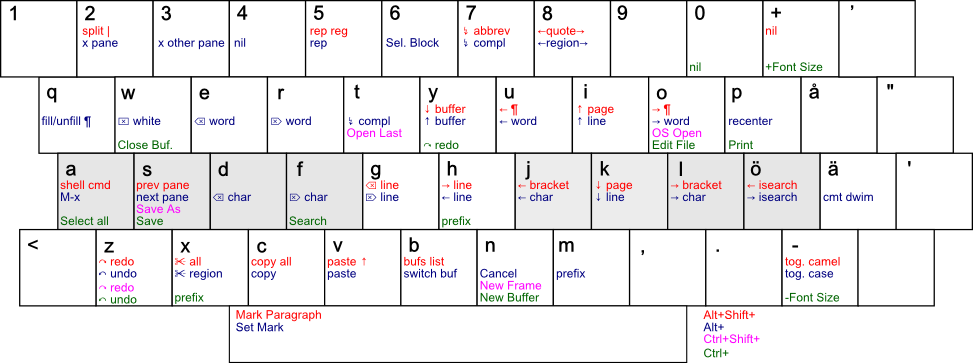 1 2 3 4 5 6 7 8 9 0 + ’
split | rep reg ↯ abbrev ←quote→ nil
x pane x other pane nil rep Sel. Block ↯ compl ←region→
nil +Font Size
q w e r t y u i o p å "
↓ buffer ← ¶ ↑ page → ¶
fill/unfill ¶ ⌫ white ⌫ word ⌦ word ↯ compl ↑ buffer ← word ↑ line → word recenter
Open Last OS Open
Close Buf. ↷ redo Edit File Print
a s d f g h j k l ö ä '
shell cmd prev pane ⌫ line → line ← bracket ↓ page → bracket ← isearch
M-x next pane ⌫ char ⌦ char ⌦ line ← line ← char ↓ line → char → isearch cmt dwim
Save As
Select all Save Search prefix
< z x c v b n m , . -
↷ redo ✂ all copy all paste ↑ bufs list tog. camel
↶ undo ✂ region copy paste switch buf Cancel prefix tog. case
↷ redo New Frame
↶ undo prefix New Buffer -Font Size
Mark Paragraph Alt+Shift+
Set Mark Alt+
Ctrl+Shift+
Ctrl+